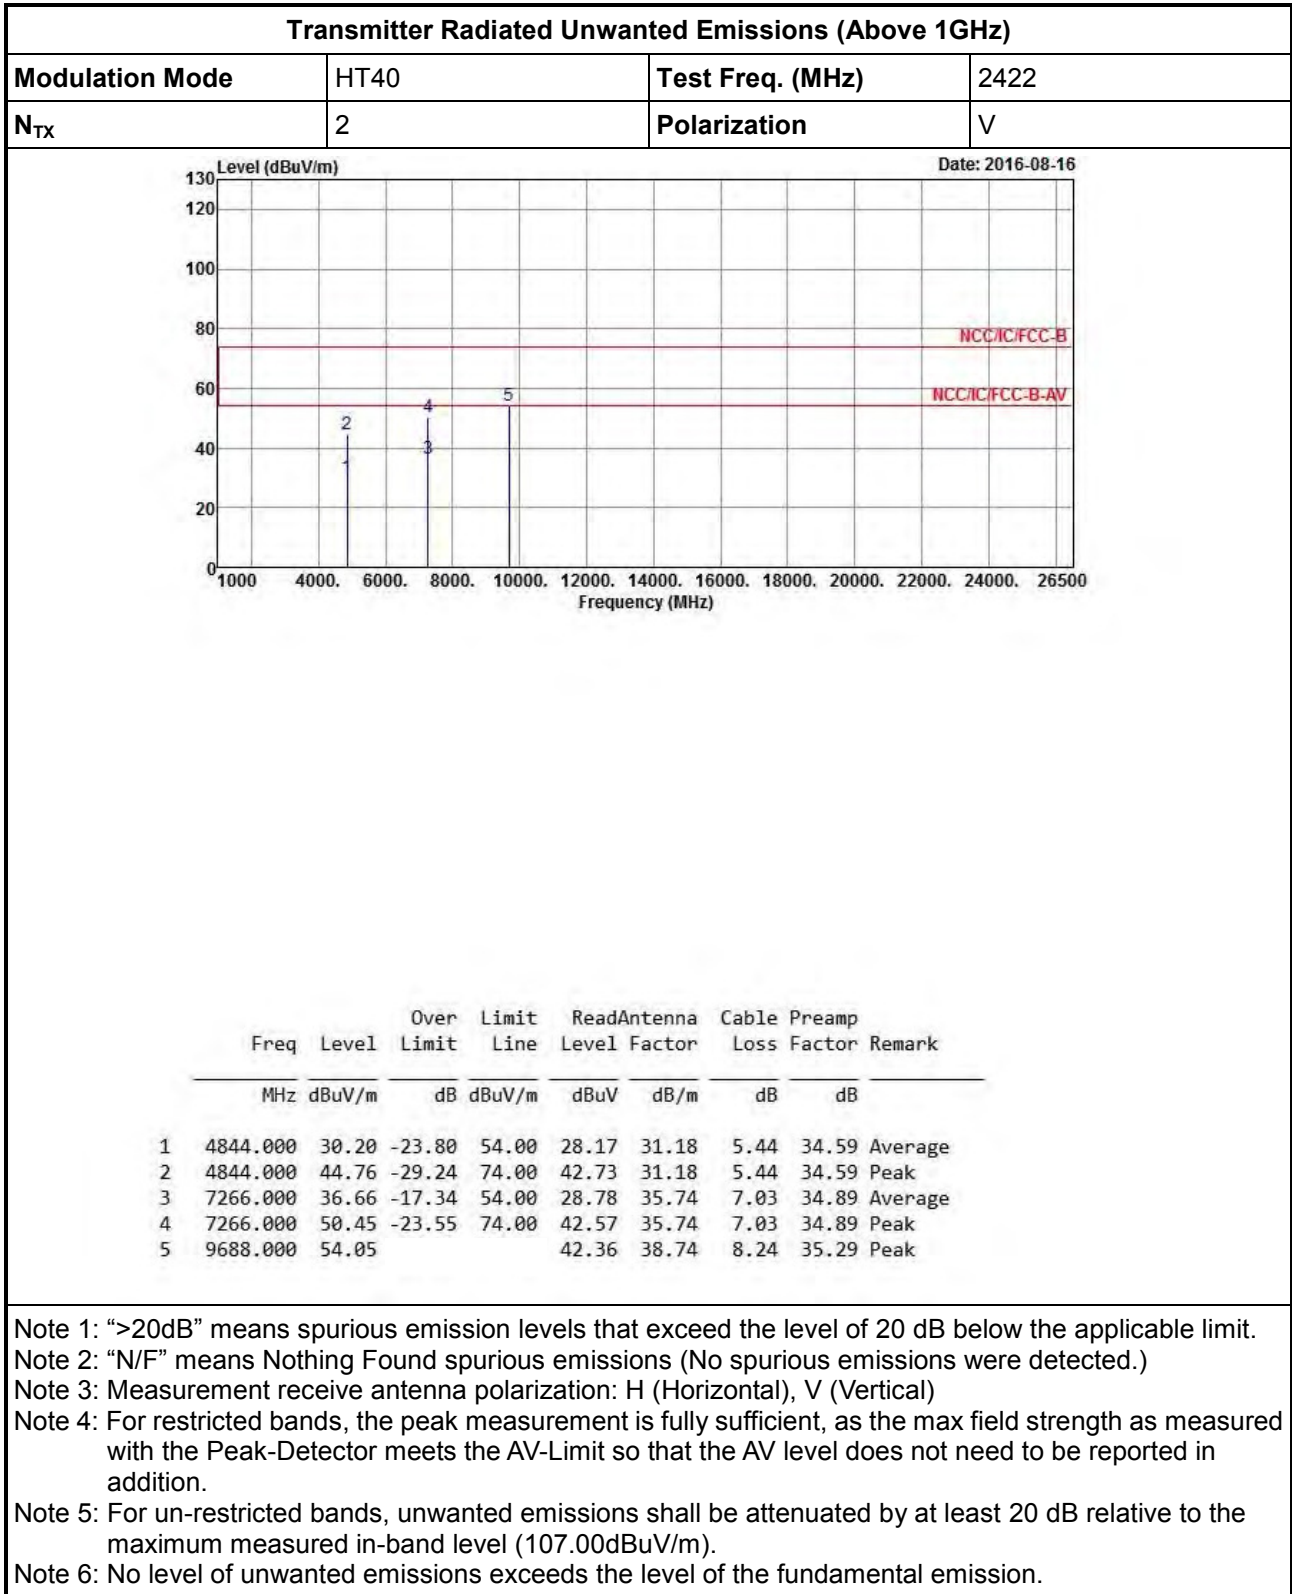 Transmitter Radiated Unwanted Emissions (Above 1GHz)
Modulation Mode HT40 Test Freq. (MHz) 2422
NTX 2 Polarization V
Level (dBuV/m) Date: 2016-08-16
130
120
100
80
NCC/IC/FCC-B
60
NCC/IC/FCC-B-AV
5
4
2
40
3
1
20
0
1000 4000. 6000. 8000. 10000. 12000. 14000. 16000. 18000. 20000. 22000. 24000. 26500
Frequency (MHz)
Over Limit ReadAntenna Cable Preamp
Freq Level Limit Line Level Factor Loss Factor Remark
MHz dBuV/m dB dBuV/m dBuV dB/m dB dB
1 4844.000 30.20 -23.80 54.00 28.17 31.18 5.44 34.59 Average
2 4844.000 44.76 -29.24 74.00 42.73 31.18 5.44 34.59 Peak
3 7266.000 36.66 -17.34 54.00 28.78 35.74 7.03 34.89 Average
4 7266.000 50.45 -23.55 74.00 42.57 35.74 7.03 34.89 Peak
5 9688.000 54.05 42.36 38.74 8.24 35.29 Peak
Note 1: “>20dB” means spurious emission levels that exceed the level of 20 dB below the applicable limit.
Note 2: “N/F” means Nothing Found spurious emissions (No spurious emissions were detected.)
Note 3: Measurement receive antenna polarization: H (Horizontal), V (Vertical)
Note 4: For restricted bands, the peak measurement is fully sufficient, as the max field strength as measured
with the Peak-Detector meets the AV-Limit so that the AV level does not need to be reported in
addition.
Note 5: For un-restricted bands, unwanted emissions shall be attenuated by at least 20 dB relative to the
maximum measured in-band level (107.00dBuV/m).
Note 6: No level of unwanted emissions exceeds the level of the fundamental emission.